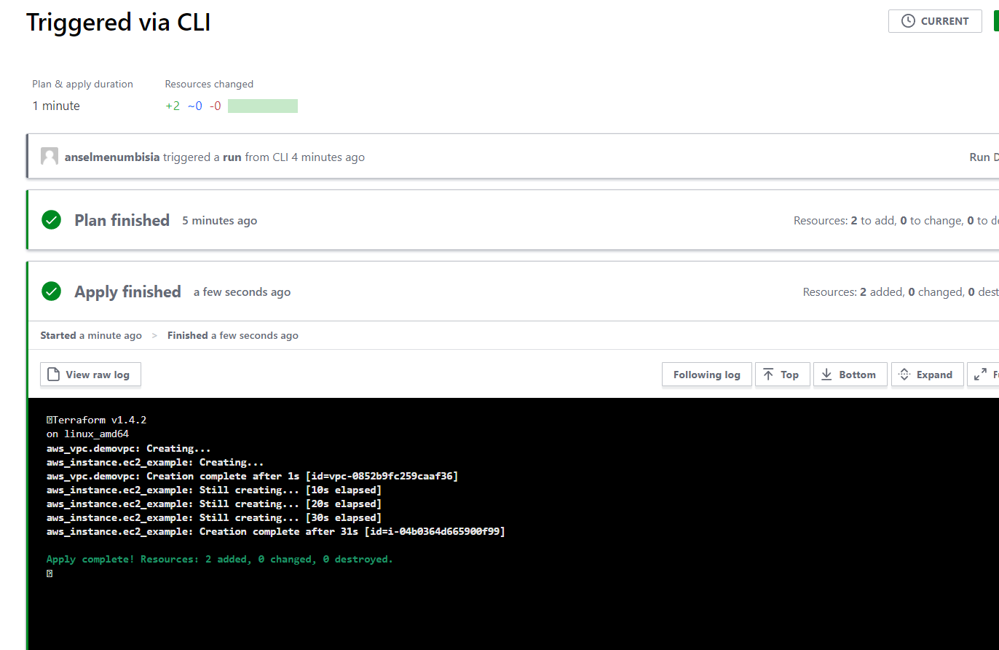 Triggered via CLI
CURRENT
Plan & apply duration
Resources changed
1 minute
+2 ~0 -0
anselmenumbisia triggered a run from CLI 4 minutes ago
Run D
Plan finished 5 minutes ago
Resources: 2 to add, 0 to change, 0 to de
Apply finished a few seconds ago
Resources: 2 added, 0 changed, 0 dest
Started a minute ago > Finished a few seconds ago
View raw log
Following log
Top
Bottom
Expand
Terraform v1.4.2
on linux_amd64
aws_vpc.demovpc: Creating...
aws_instance.ec2_example: Creating...
aws_vpc.demovpc: Creation complete after 1s [id=vpc-0852b9fc259caaf36]
aws_instance.ec2_example: Still creating... [10s elapsed]
aws_instance.ec2_example: Still creating... [20s elapsed]
aws_instance.ec2_example: Still creating... [30s elapsed]
aws_instance.ec2_example: Creation complete after 31s [id=i-04b0364d665900f99]
Apply complete! Resources: 2 added, 0 changed, 0 destroyed.